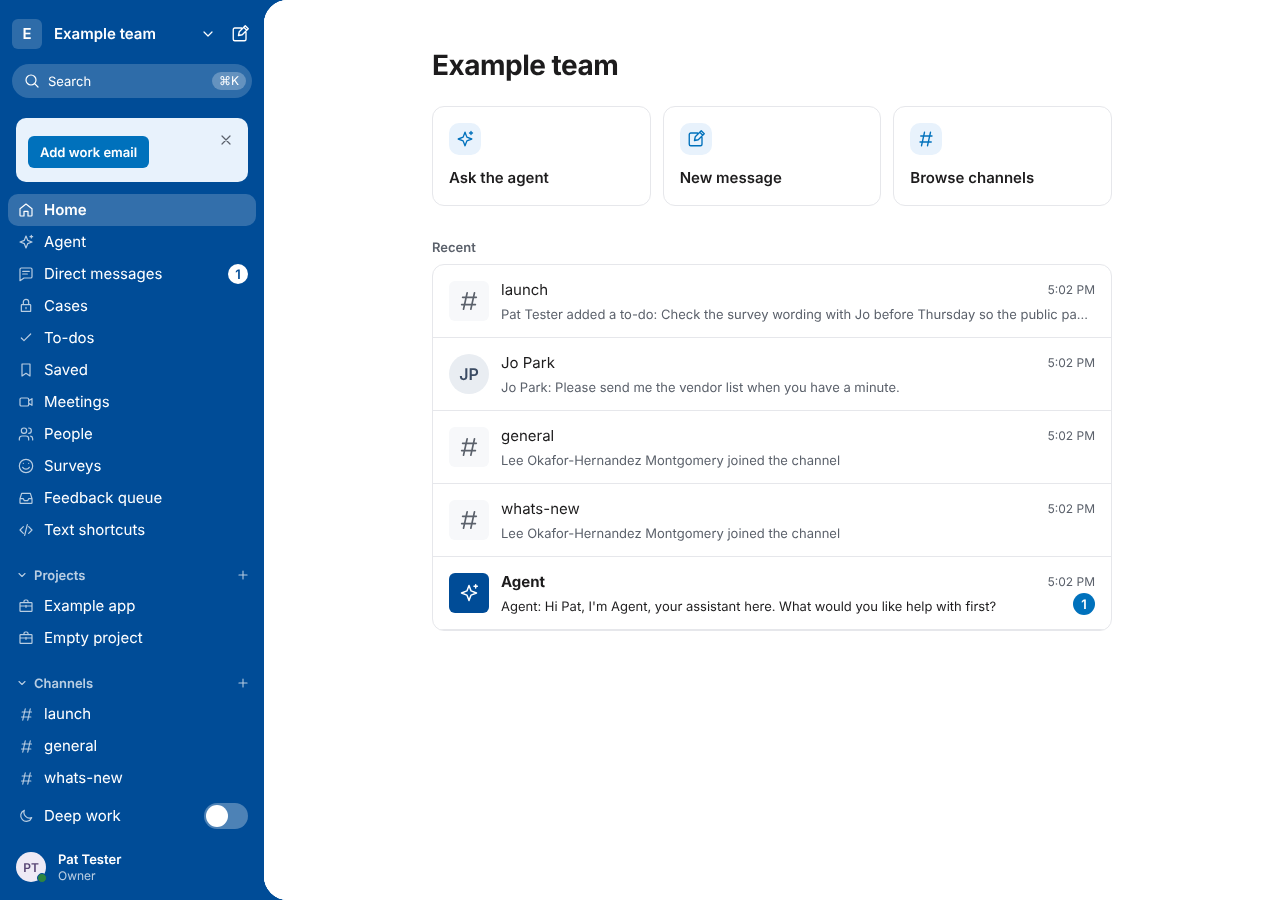 E Example team
Search ⌘K
Add work email
Home
Agent
Direct messages 1
Cases
To-dos
Saved
Meetings
People
Surveys
Feedback queue
Text shortcuts
Projects
Example app
Empty project
Channels
launch
general
whats-new
Deep work
PT Pat Tester
Owner
Example team
Ask the agent
New message
Browse channels
Recent
launch 5:02 PM
Pat Tester added a to-do: Check the survey wording with Jo before Thursday so the public pa...
JP Jo Park 5:02 PM
Jo Park: Please send me the vendor list when you have a minute.
general 5:02 PM
Lee Okafor-Hernandez Montgomery joined the channel
whats-new 5:02 PM
Lee Okafor-Hernandez Montgomery joined the channel
Agent 5:02 PM
Agent: Hi Pat, I'm Agent, your assistant here. What would you like help with first? 1